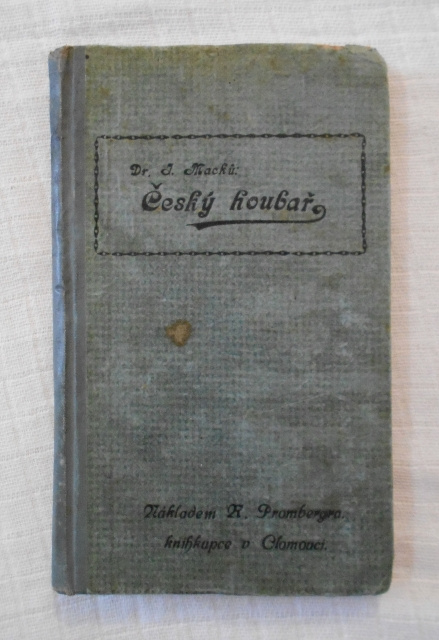 Dr. J. Macků:
Český houbař
Nákladem R. Prombergra,
knihkupce v Olomouci.